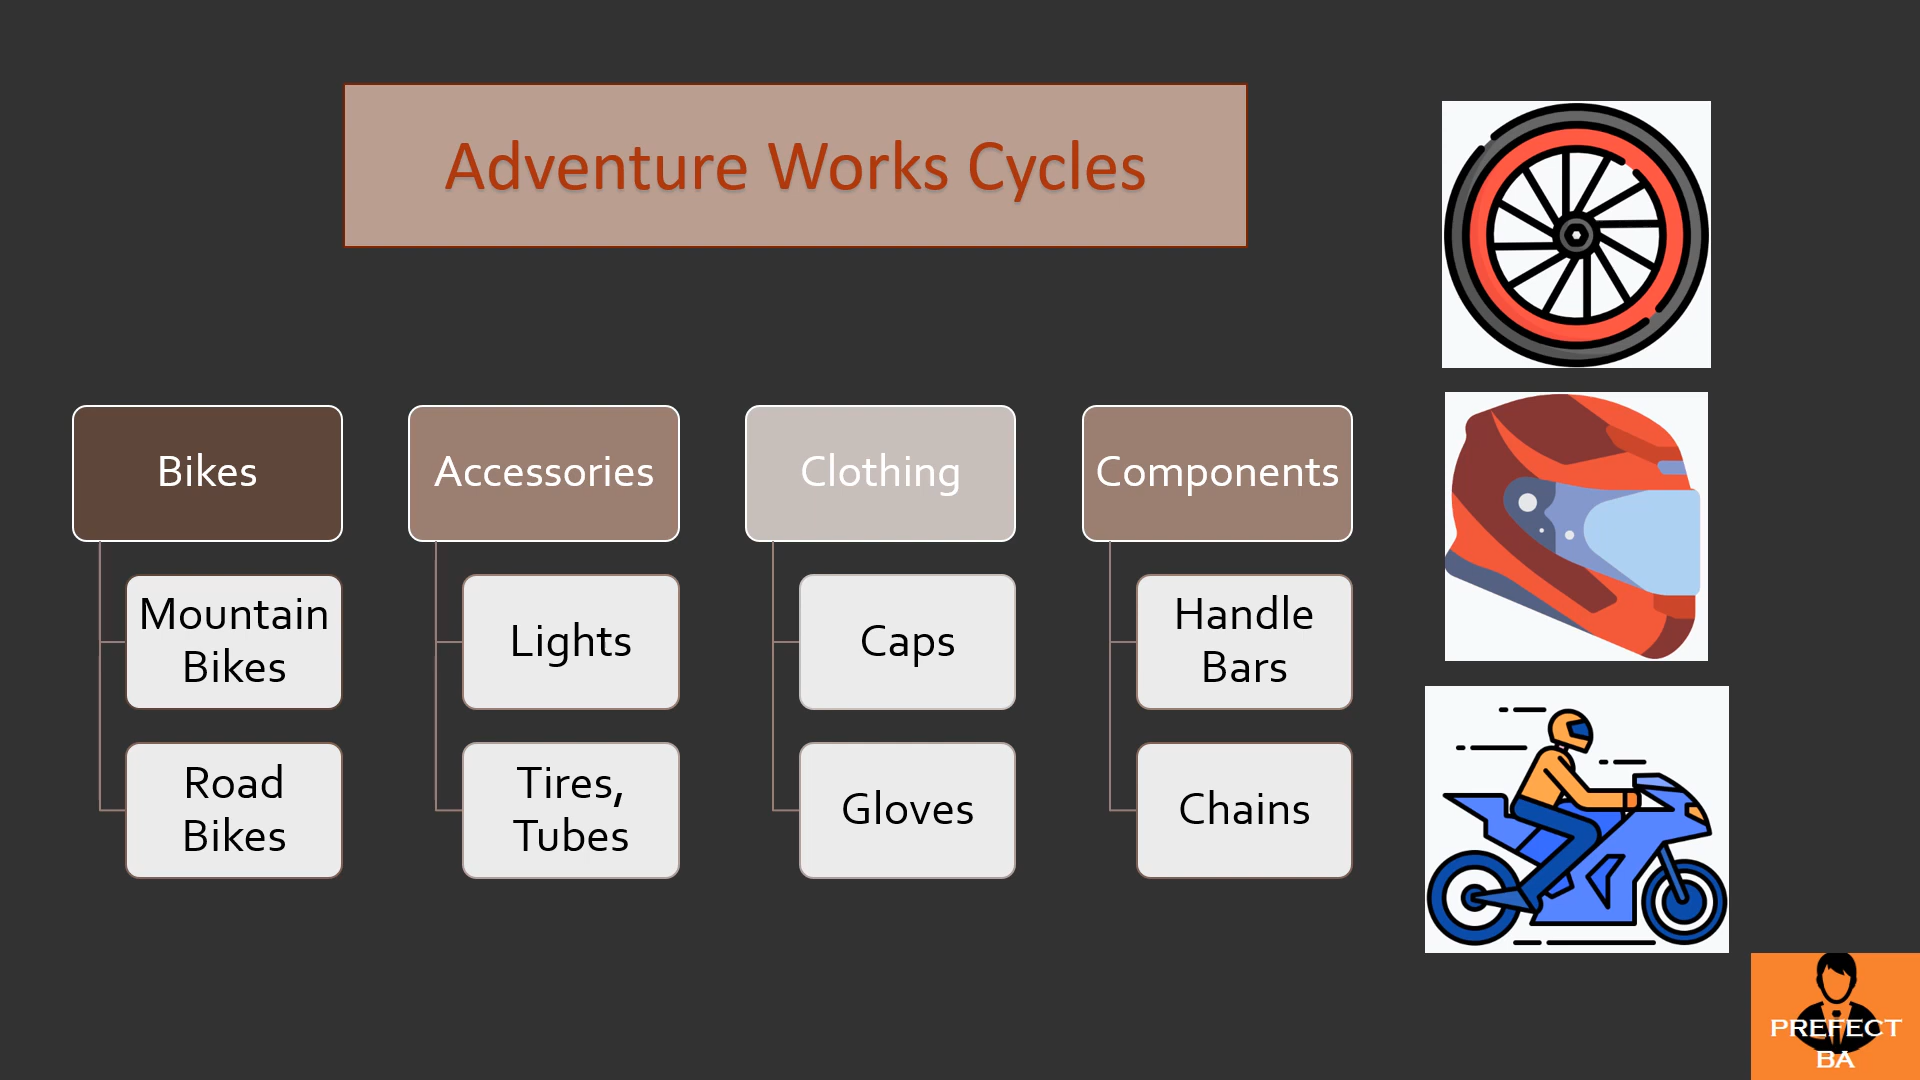 Adventure Works Cycles
Bikes
Mountain
Bikes
Road
Bikes
Accessories
Lights
Tires,
Tubes
Clothing
Caps
Gloves
Components
Handle
Bars
Chains
PREFECT
BA